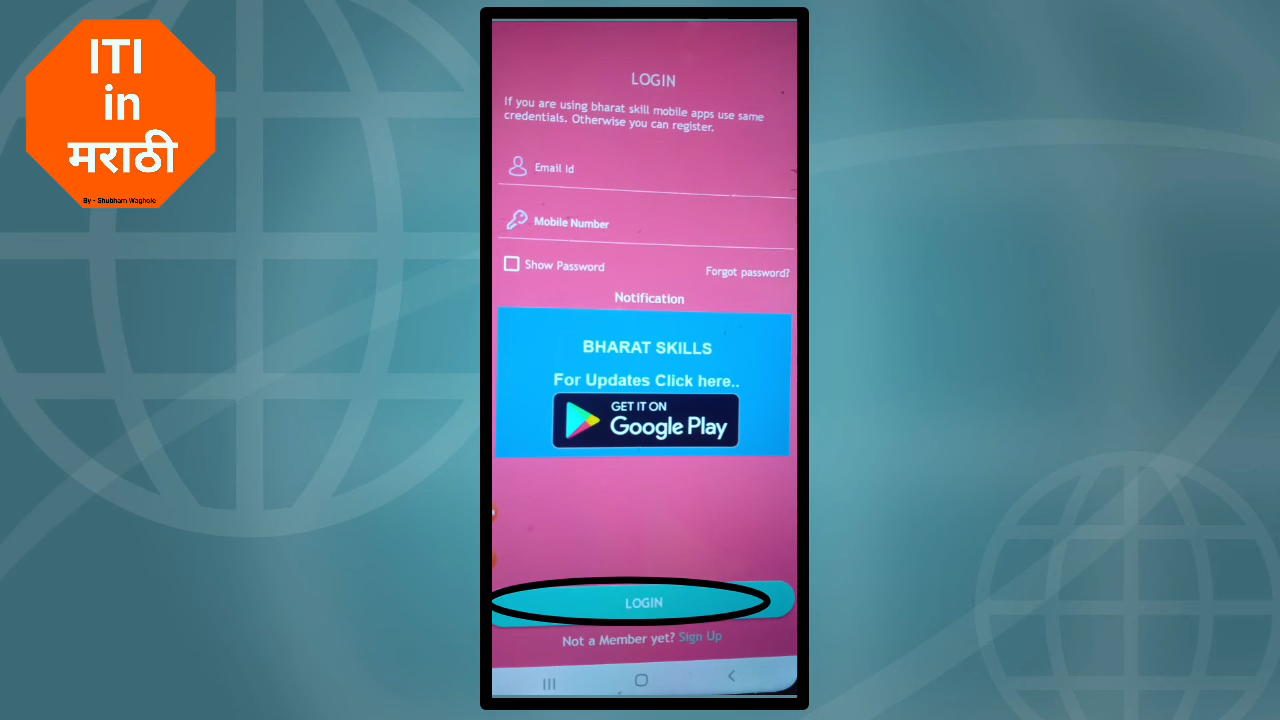 ITI
in
मराठी
By - Shubham Waghole
LOGIN
If you are using bharat skill mobile apps use same
credentials. Otherwise you can register.
Email Id
Mobile Number
Show Password
Forgot password?
Notification
BHARAT SKILLS
For Updates Click here..
GET IT ON
Google Play
LOGIN
Not a Member yet? Sign Up